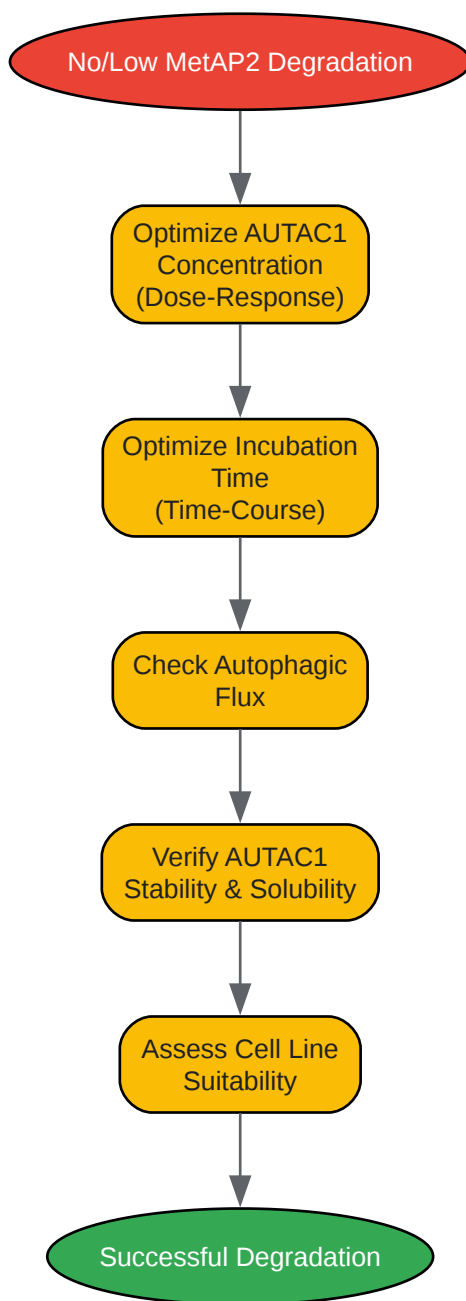 No/Low MetAP2 Degradation
Optimize AUTAC1
Concentration
(Dose-Response)
Optimize Incubation
Time
(Time-Course)
Check Autophagic
Flux
Verify AUTAC1
Stability & Solubility
Assess Cell Line
Suitability
Successful Degradation